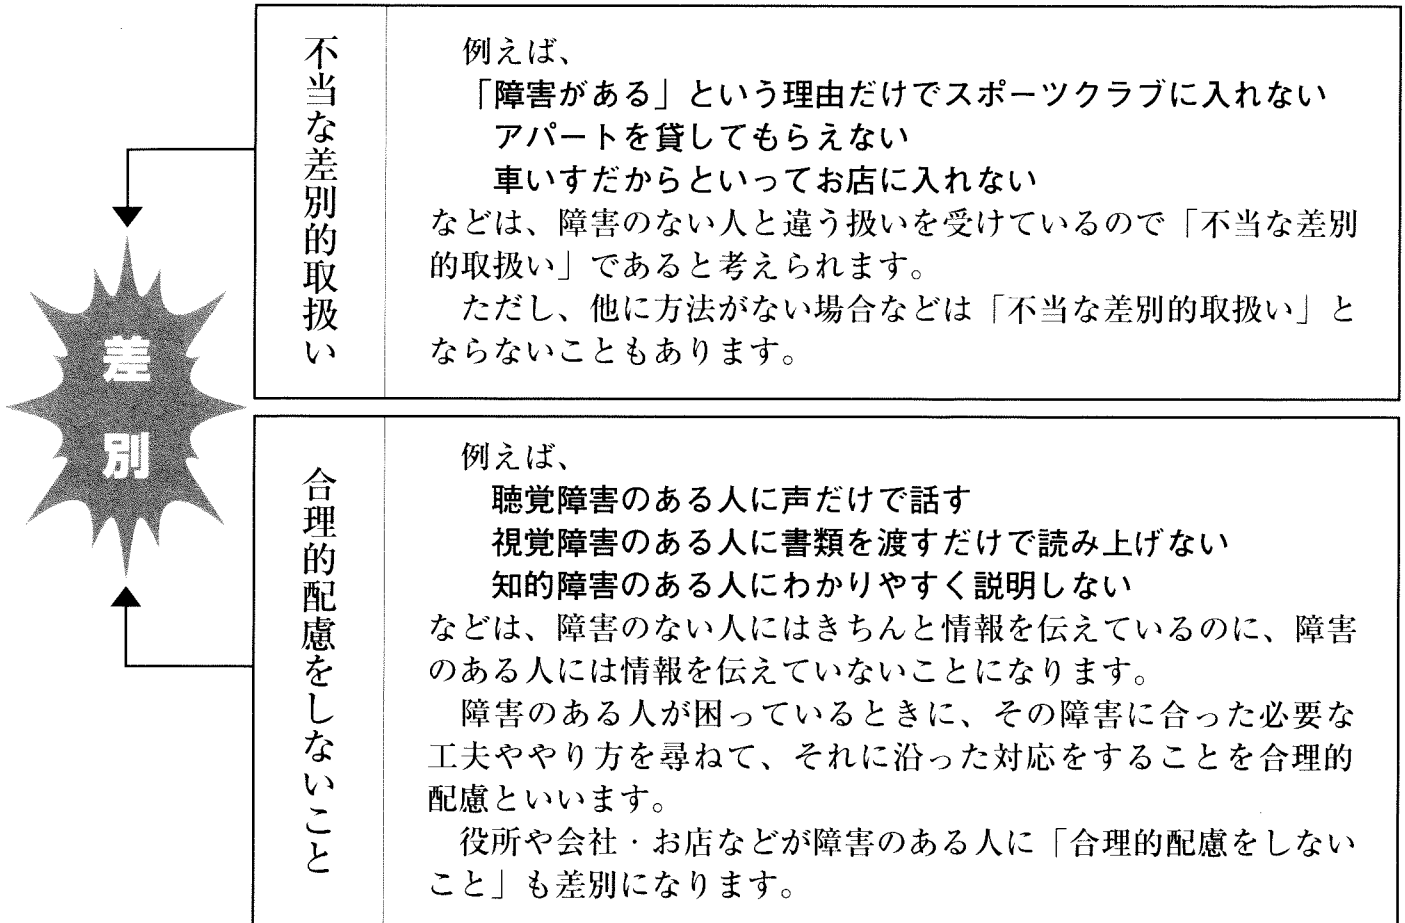 差別
不当な差別的取扱い
例えば、
「障害がある」という理由だけでスポーツクラブに入れない
アパートを貸してもらえない
車いすだからといってお店に入れない
などは、障害のない人と違う扱いを受けているので「不当な差別
的取扱い」であると考えられます。
ただし、他に方法がない場合などは「不当な差別的取扱い」と
ならないこともあります。
合理的配慮をしないこと
例えば、
聴覚障害のある人に声だけで話す
視覚障害のある人に書類を渡すだけで読み上げない
知的障害のある人にわかりやすく説明しない
などは、障害のない人にはきちんと情報を伝えているのに、障害
のある人には情報を伝えていないことになります。
障害のある人が困っているときに、その障害に合った必要な
工夫ややり方を尋ねて、それに沿った対応をすることを合理的
配慮といいます。
役所や会社・お店などが障害のある人に「合理的配慮をしない
こと」も差別になります。